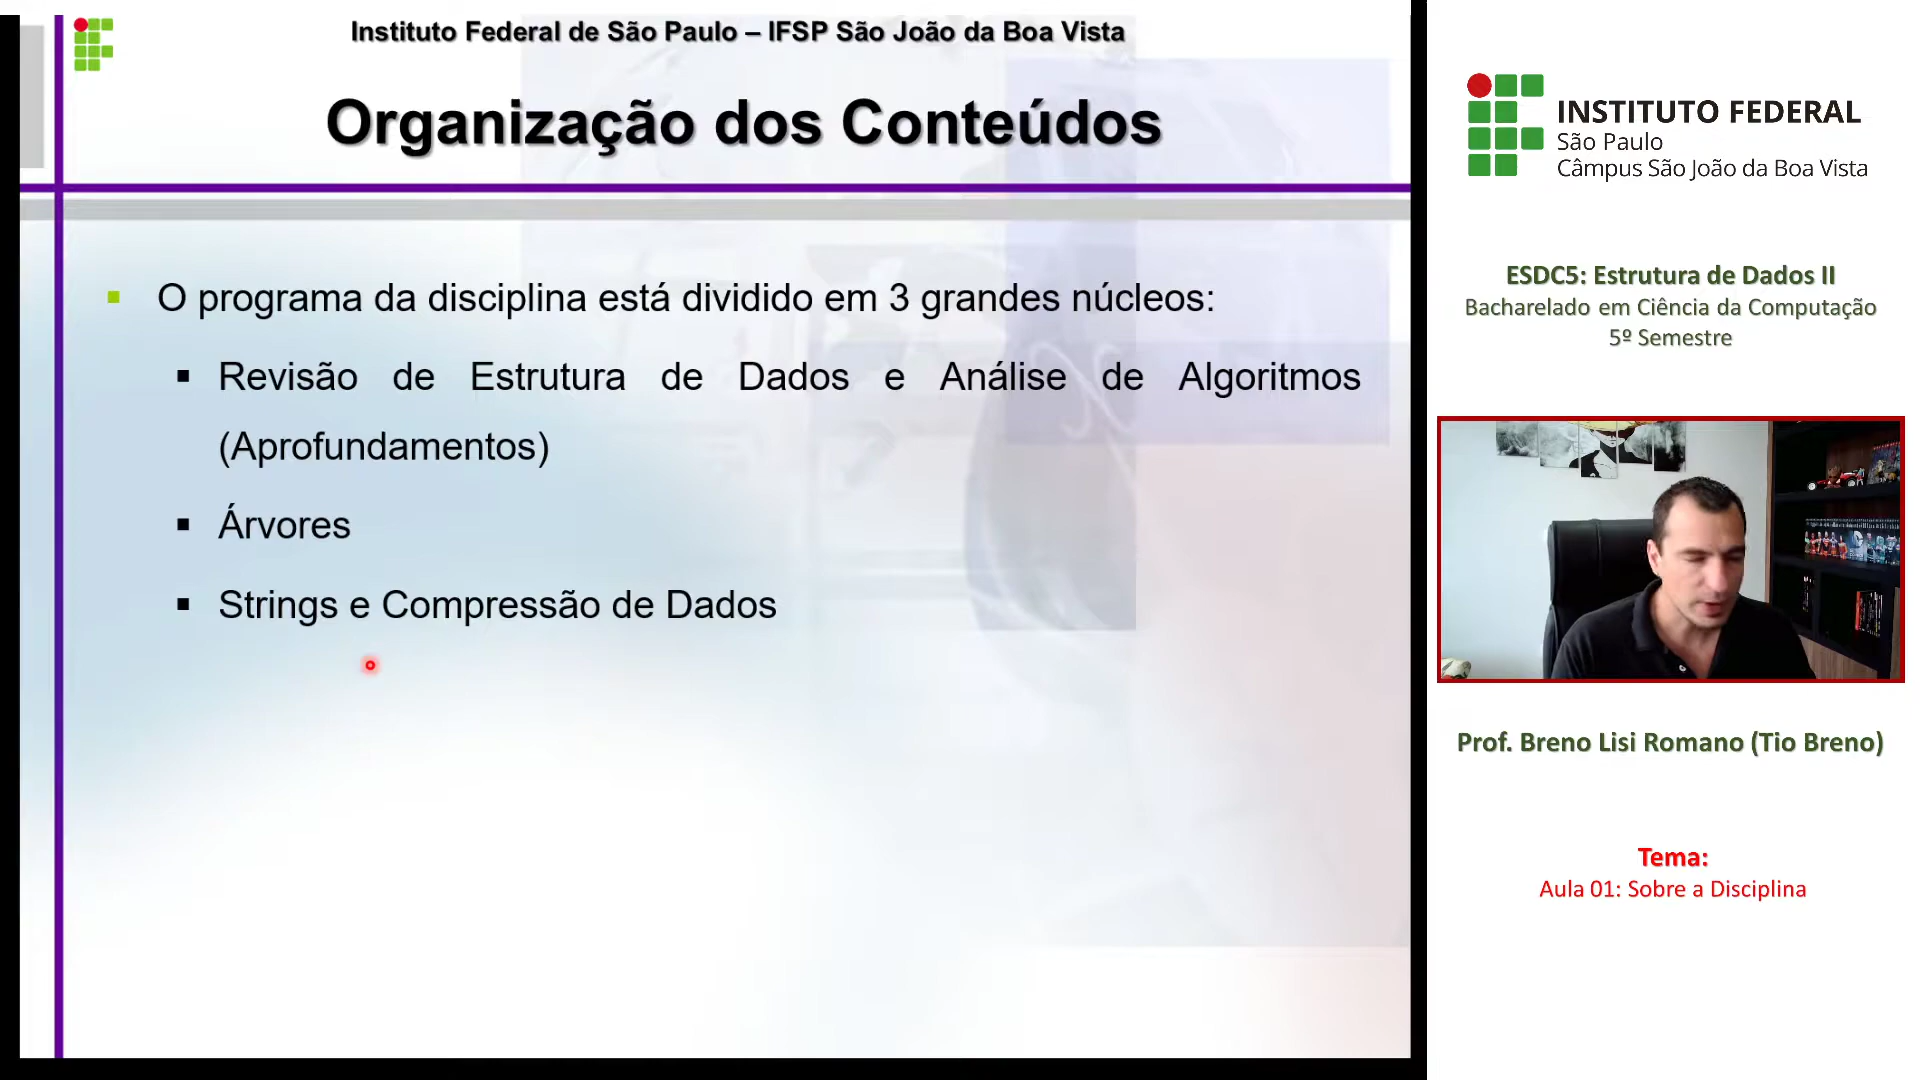 Instituto Federal de São Paulo – IFSP São João da Boa Vista
Organização dos Conteúdos
O programa da disciplina está dividido em 3 grandes núcleos:
Revisão de Estrutura de Dados e Análise de Algoritmos
(Aprofundamentos)
Árvores
Strings e Compressão de Dados
INSTITUTO FEDERAL
São Paulo
Câmpus São João da Boa Vista
ESDC5: Estrutura de Dados II
Bacharelado em Ciência da Computação
5º Semestre
Prof. Breno Lisi Romano (Tio Breno)
Tema:
Aula 01: Sobre a Disciplina